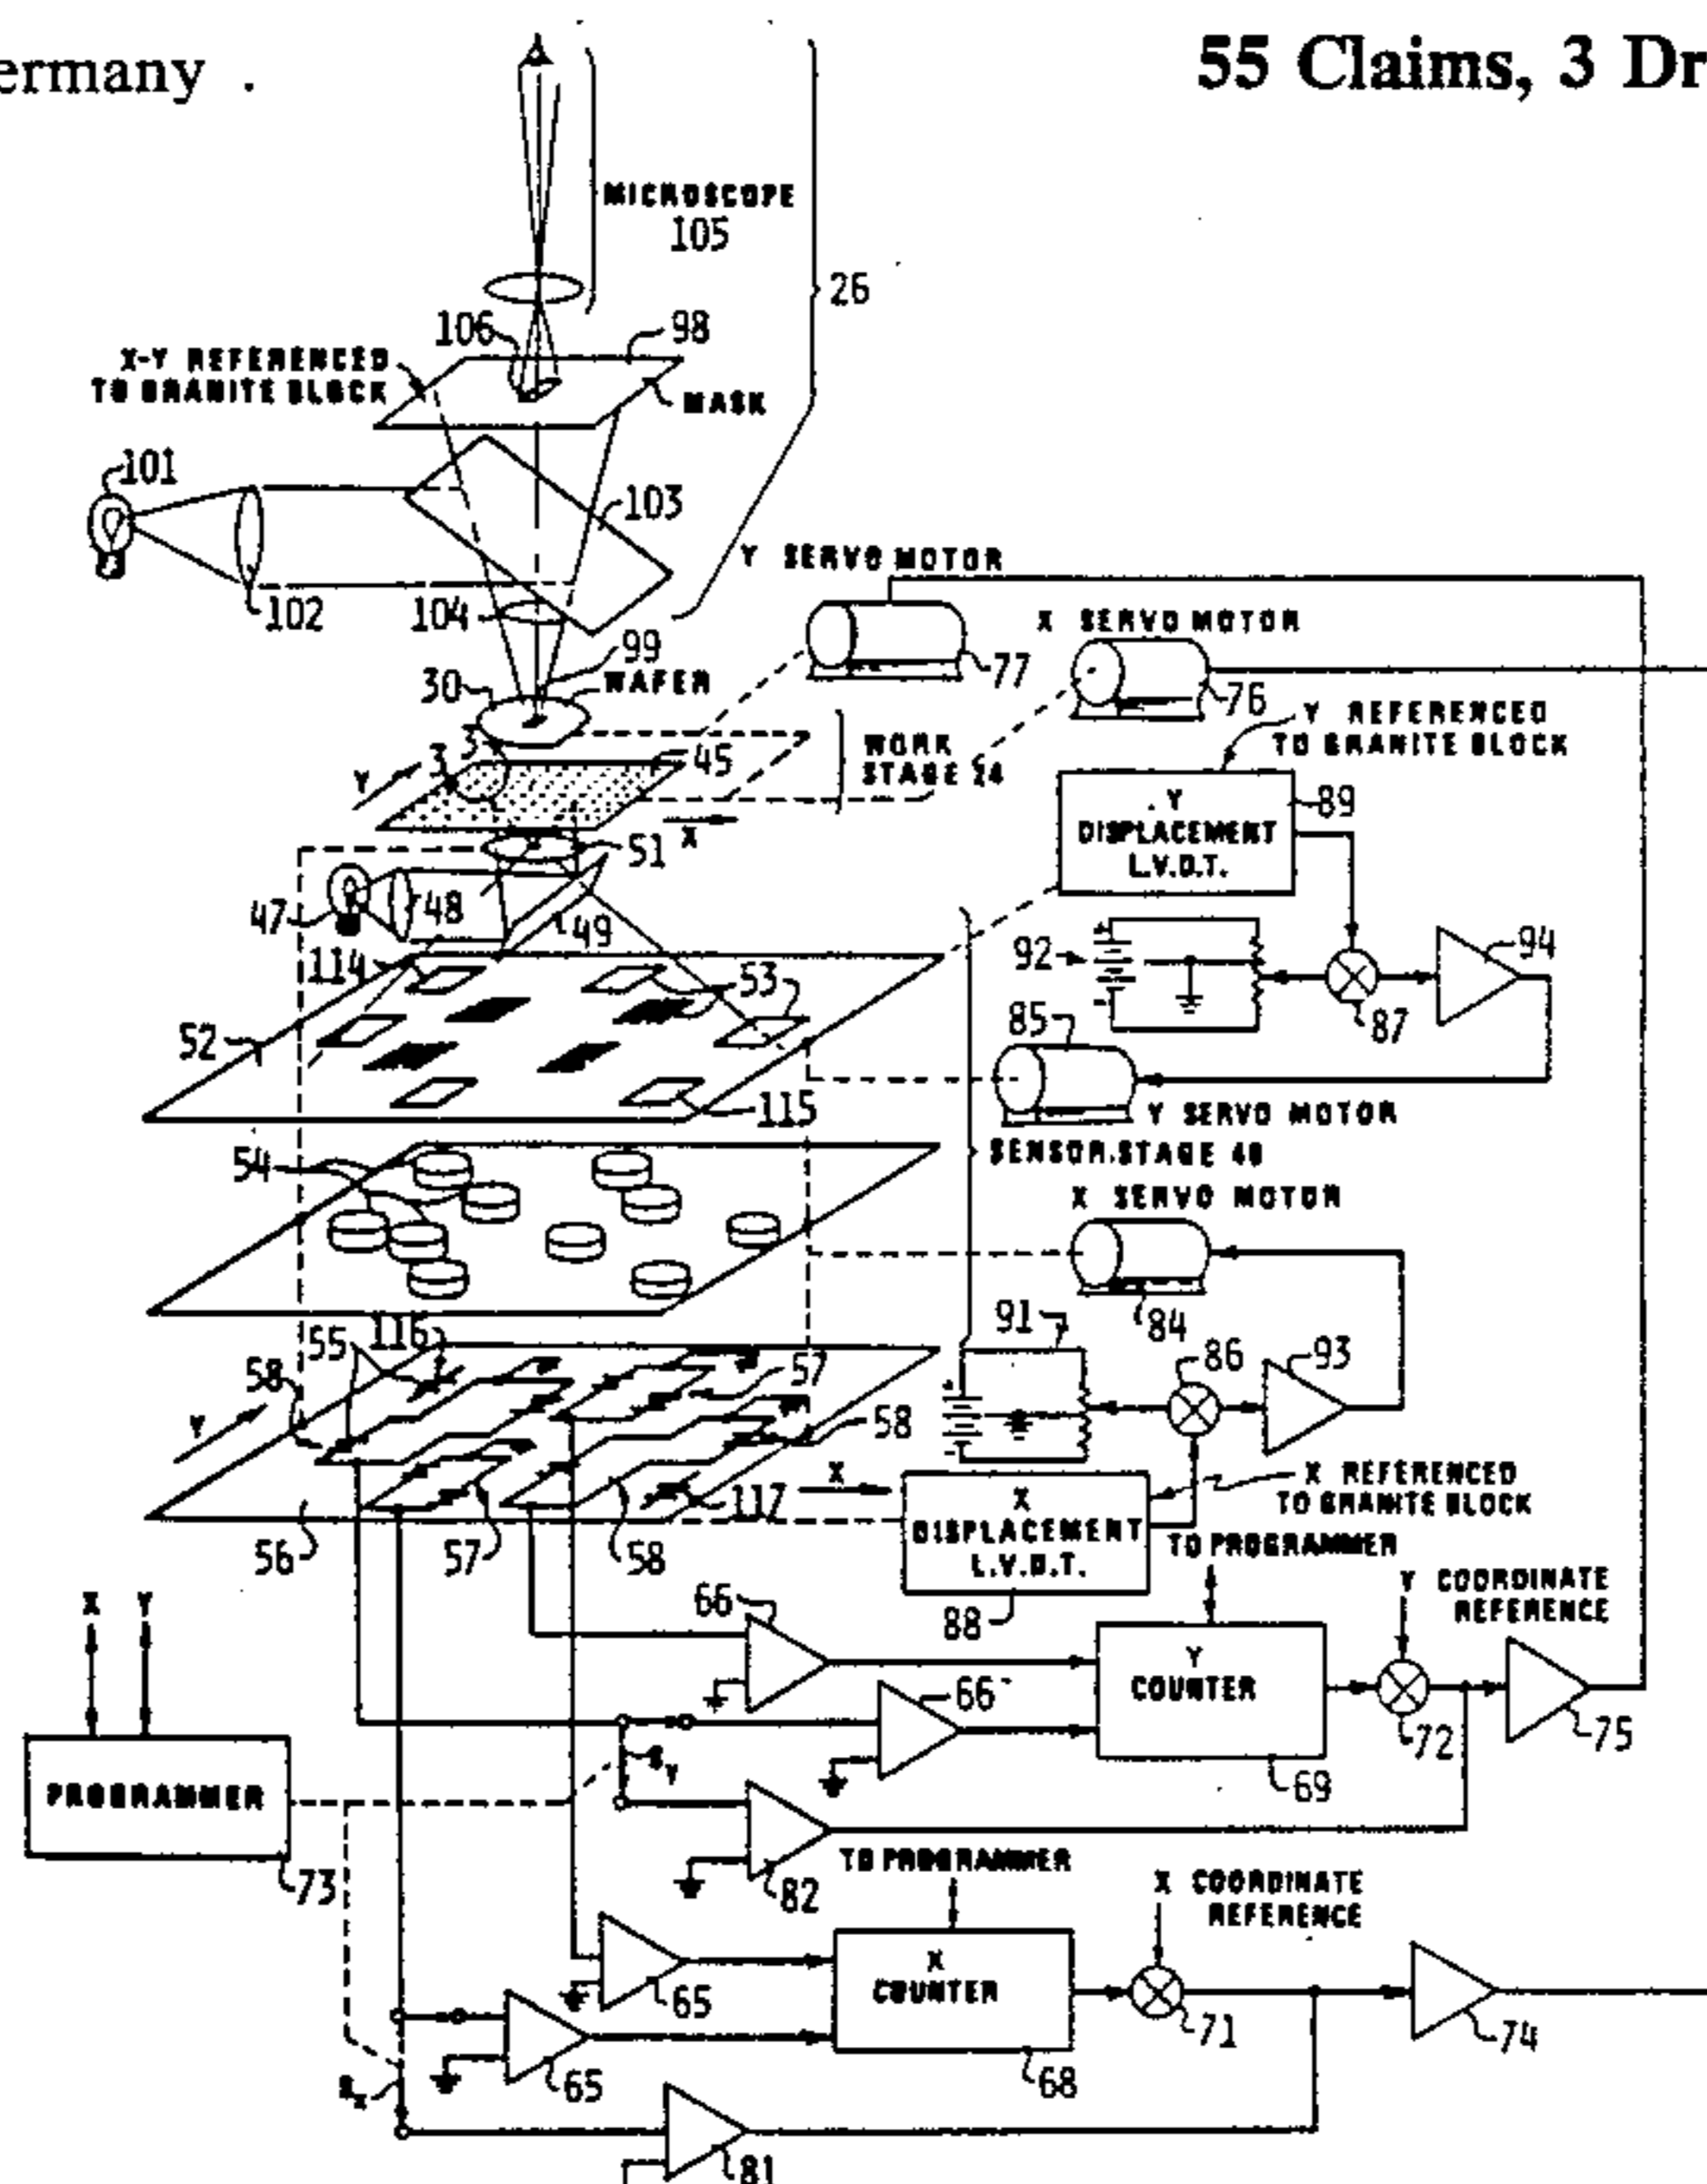 ermany .
55 Claims, 3 Dr
MICROSCOPE
105
26
106
98
X-Y REFERENCED
TO GRANITE BLOCK
MASK
101
103
102
104
Y SERVO MOTOR
77
X SERVO MOTOR
76
99
30
WAFER
3
3
45
Y
X
WORK
STAGE 24
Y REFERENCED
TO GRANITE BLOCK
Y
DISPLACEMENT
L.V.D.T.
89
51
47
48
49
92
94
87
114
53
52
85
115
Y SERVO MOTOR
54
SENSOR STAGE 40
X SERVO MOTOR
84
91
86
93
55
116
58
57
58
Y
X
117
56
57
58
X REFERENCED
TO GRANITE BLOCK
X
DISPLACEMENT
L.V.D.T.
88
TO PROGRAMMER
Y COORDINATE
REFERENCE
66
Y
COUNTER
66
72
75
69
X Y
PROGRAMMER
73
S Y
82
TO PROGRAMMER
X COORDINATE
REFERENCE
65
X
COUNTER
71
74
65
68
S X
81